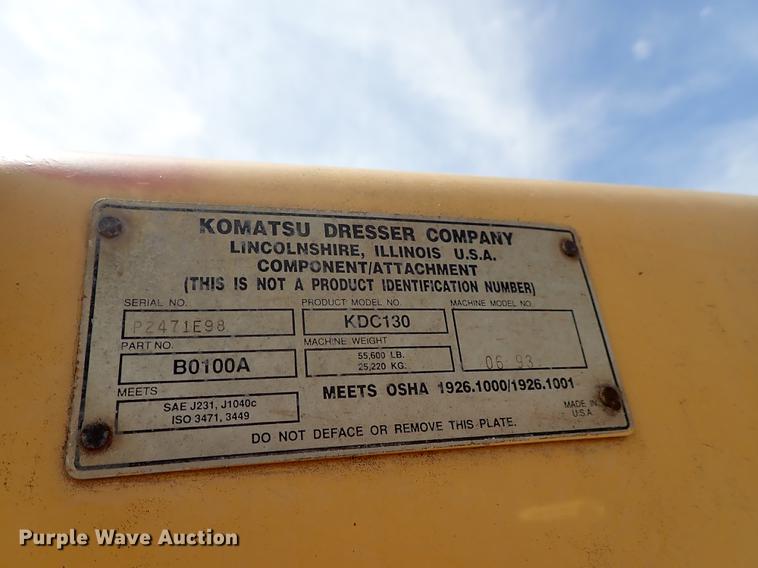 KOMATSU DRESSER COMPANY
LINCOLNSHIRE, ILLINOIS U.S.A.
COMPONENT/ATTACHMENT
(THIS IS NOT A PRODUCT IDENTIFICATION NUMBER)
SERIAL NO. PRODUCT MODEL NO. MACHINE MODEL NO.
PZ471E98 KDC130
PART NO. MACHINE WEIGHT
B0100A 55,600 LB. 06 93
25,220 KG.
MEETS MEETS OSHA 1926.1000/1926.1001
SAE J231, J1040c MADE IN
ISO 3471, 3449 U.S.A
DO NOT DEFACE OR REMOVE THIS PLATE.
Purple Wave Auction